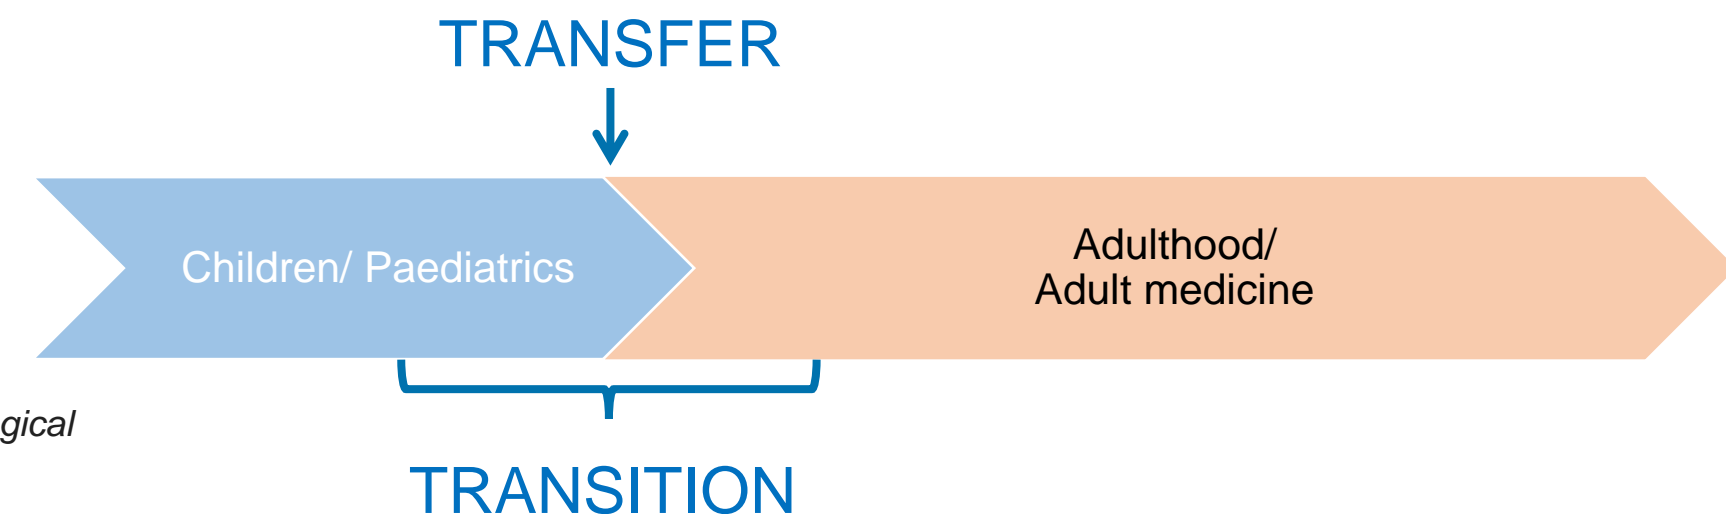 TRANSFER
Children/ Paediatrics
Adulthood/
Adult medicine
gical
TRANSITION